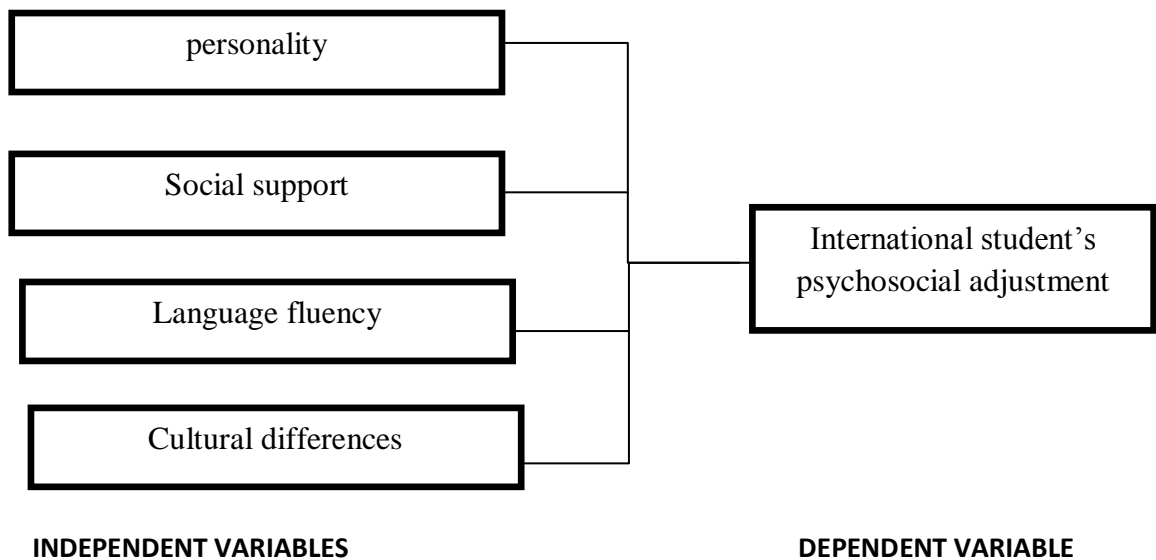 personality
Social support
Language fluency
Cultural differences
International student’s
psychosocial adjustment
INDEPENDENT VARIABLES
DEPENDENT VARIABLE